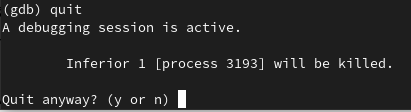 (gdb) quit
A debugging session is active.
Inferior 1 [process 3193] will be killed.
Quit anyway? (y or n)